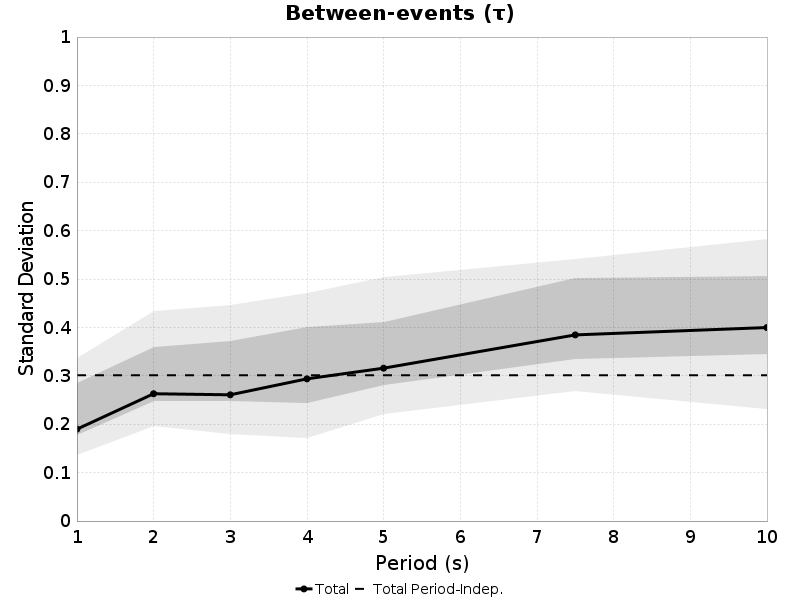 Between-events (τ)
1
0.9
0.8
0.7
0.6
0.5
0.4
0.3
0.2
0.1
0
Standard Deviation
1 2 3 4 5 6 7 8 9 10
Period (s)
Total Total Period-Indep.